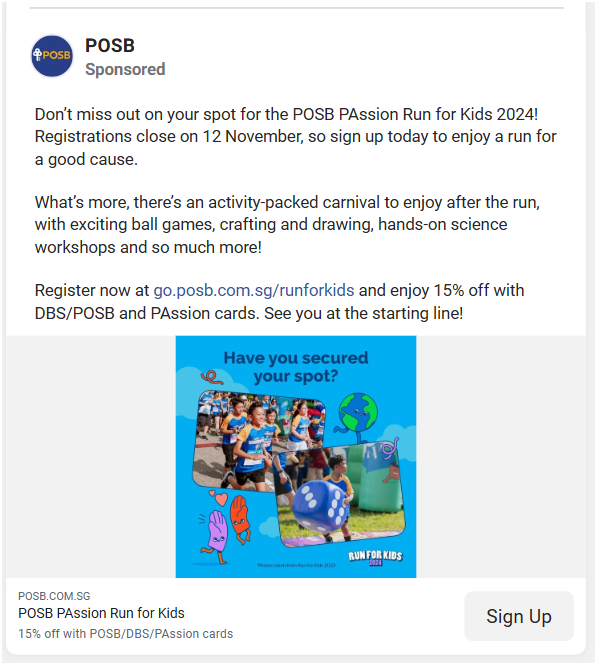 POSB
POSB
Sponsored
Don’t miss out on your spot for the POSB PAssion Run for Kids 2024!
Registrations close on 12 November, so sign up today to enjoy a run for
a good cause.
What’s more, there’s an activity-packed carnival to enjoy after the run,
with exciting ball games, crafting and drawing, hands-on science
workshops and so much more!
Register now at go.posb.com.sg/runforkids and enjoy 15% off with
DBS/POSB and PAssion cards. See you at the starting line!
Have you secured
your spot?
RUN FOR KIDS
2024
Photos taken from Run for Kids 2023
POSB.COM.SG
POSB PAssion Run for Kids
15% off with POSB/DBS/PAssion cards
Sign Up